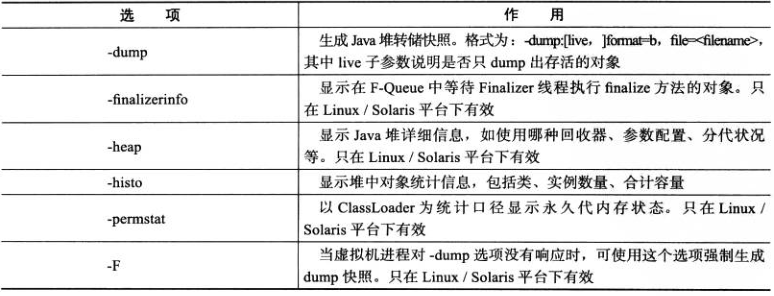 选 项 作 用
-dump 生成 Java 堆转储快照。格式为：-dump:[live，]format=b，file=<filename>，
其中 live 子参数说明是否只 dump 出存活的对象
-finalizerinfo 显示在 F-Queue 中等待 Finalizer 线程执行 finalize 方法的对象。只
在 Linux / Solaris 平台下有效
-heap 显示 Java 堆详细信息，如使用哪种回收器、参数配置、分代状况
等。只在 Linux / Solaris 平台下有效
-histo 显示堆中对象统计信息，包括类、实例数量、合计容量
-permstat 以 ClassLoader 为统计口径显示永久代内存状态。只在 Linux /
Solaris 平台下有效
-F 当虚拟机进程对 -dump 选项没有响应时，可使用这个选项强制生成
dump 快照。只在 Linux / Solaris 平台下有效